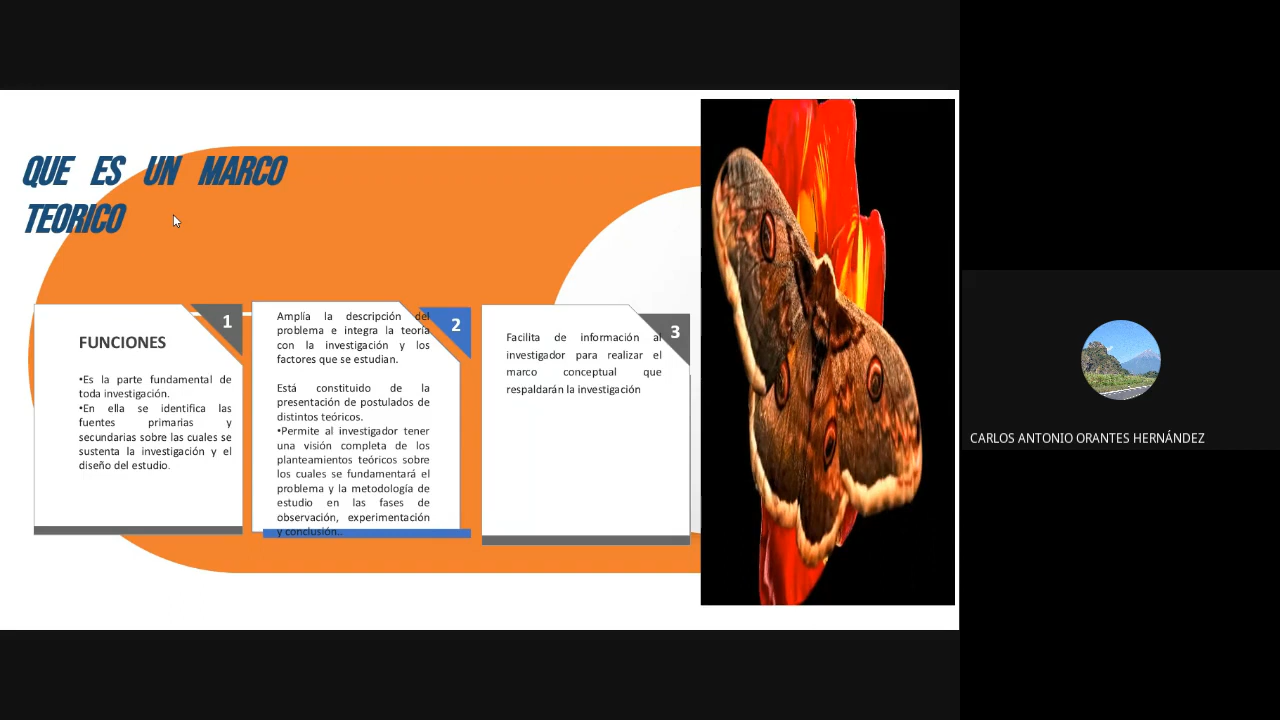 QUE ES UN MARCO
TEORICO
1
FUNCIONES
•Es la parte fundamental de
toda investigación.
•En ella se identifica las
fuentes primarias y
secundarias sobre las cuales se
sustenta la investigación y el
diseño del estudio.
2
Amplía la descripción del
problema e integra la teoría
con la investigación y los
factores que se estudian.
Está constituido de la
presentación de postulados de
distintos teóricos.
•Permite al investigador tener
una visión completa de los
planteamientos teóricos sobre
los cuales se fundamentará el
problema y la metodología de
estudio en las fases de
observación, experimentación
y conclusión..
3
Facilita de información al
investigador para realizar el
marco conceptual que
respaldarán la investigación
CARLOS ANTONIO ORANTES HERNÁNDEZ